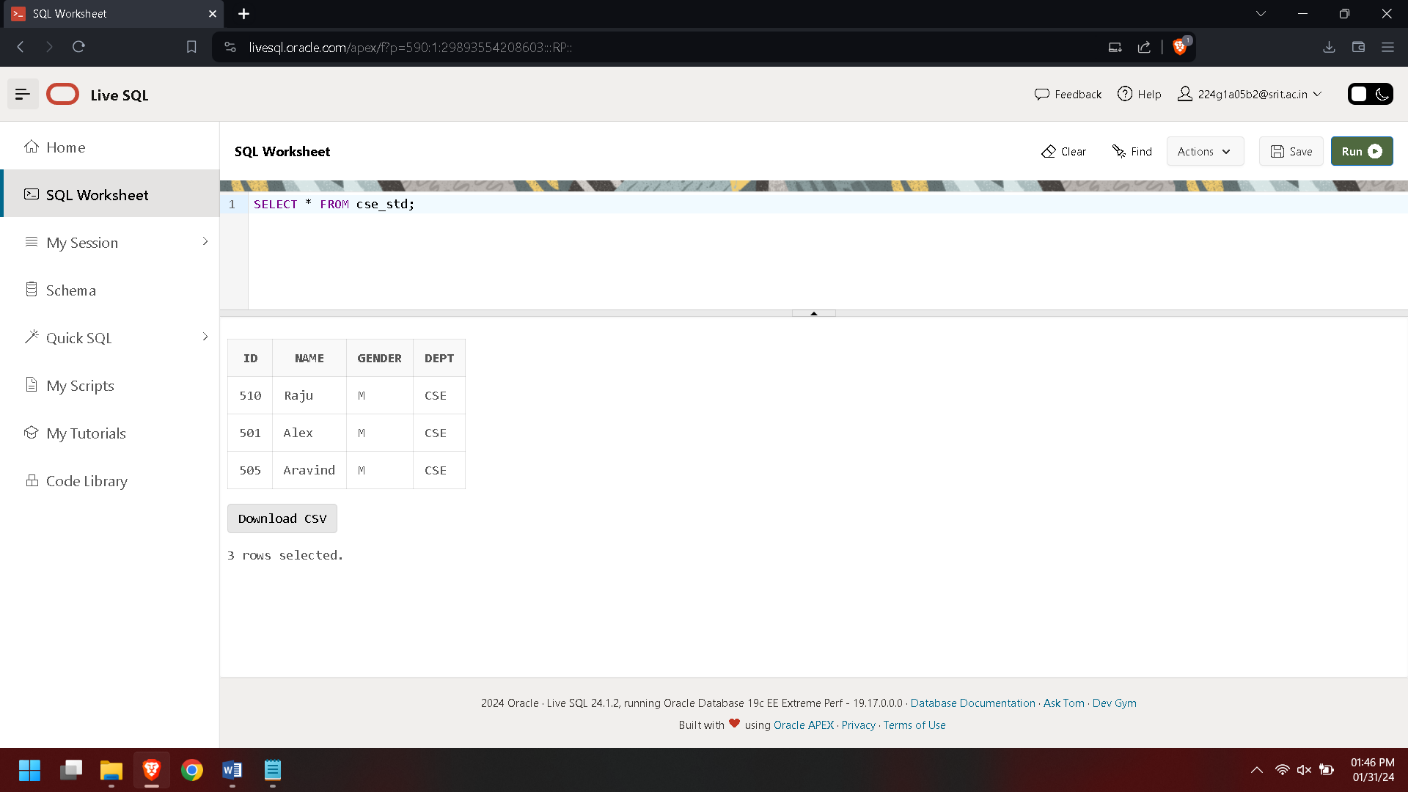 SQL Worksheet
livesql.oracle.com/apex/f?p=590:1:29893554208603:::RP::
1
Live SQL
Feedback
Help
224g1a05b2@srit.ac.in
Home
SQL Worksheet
My Session
Schema
Quick SQL
My Scripts
My Tutorials
Code Library
SQL Worksheet
Clear
Find
Actions
Save
Run
1 SELECT * FROM cse_std;
ID NAME GENDER DEPT
510 Raju M CSE
501 Alex M CSE
505 Aravind M CSE
Download CSV
3 rows selected.
2024 Oracle · Live SQL 24.1.2, running Oracle Database 19c EE Extreme Perf - 19.17.0.0.0 · Database Documentation · Ask Tom · Dev Gym
Built with ❤ using Oracle APEX · Privacy · Terms of Use
01:46 PM
01/31/24